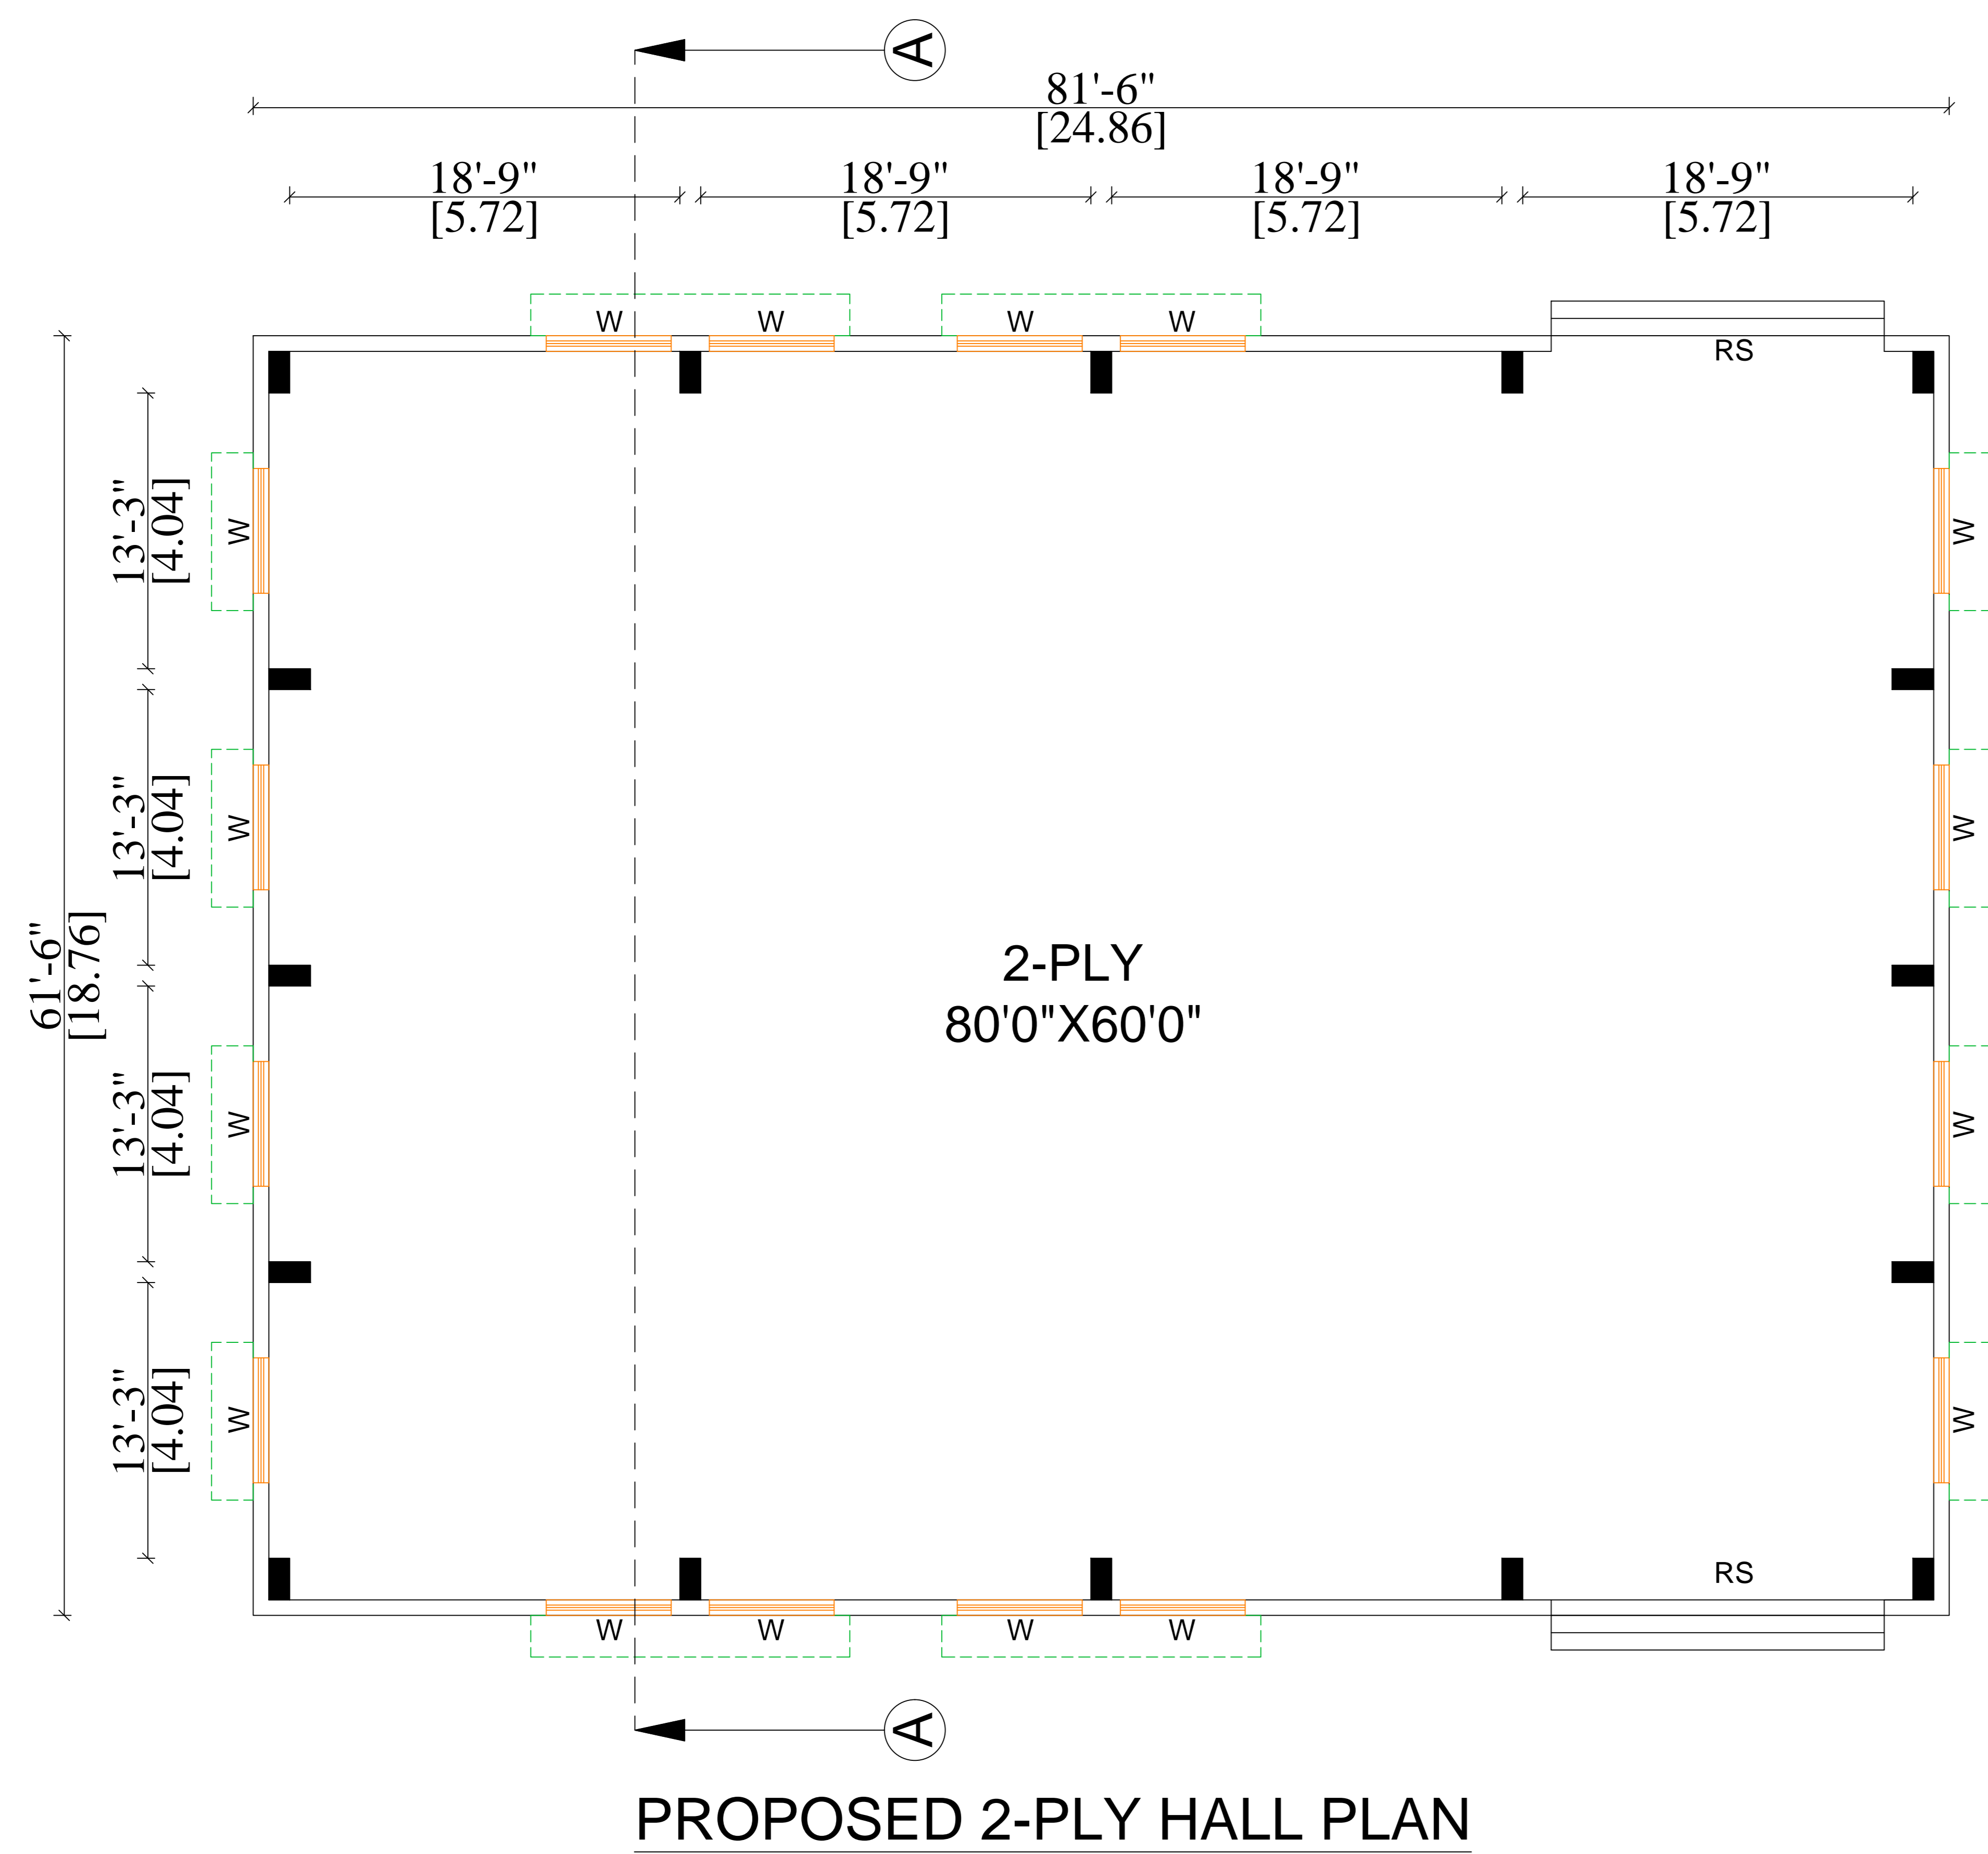 A
81'-6"
[24.86]
18'-9"
[5.72]
18'-9"
[5.72]
18'-9"
[5.72]
18'-9"
[5.72]
W
W
W
W
RS
13'-3"
[4.04]
W
W
13'-3"
[4.04]
W
W
61'-6"
[18.76]
2-PLY
80'0"X60'0"
13'-3"
[4.04]
W
W
13'-3"
[4.04]
W
W
RS
W
W
W
W
A
PROPOSED 2-PLY HALL PLAN